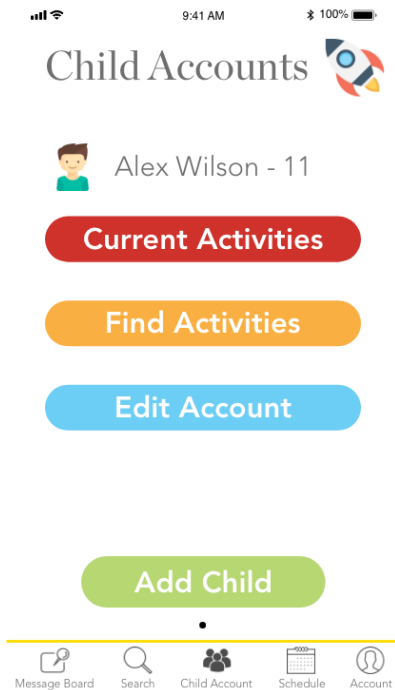 9:41 AM 100%
Child Accounts
Alex Wilson - 11
Current Activities
Find Activities
Edit Account
Add Child
Message Board Search Child Account Schedule Account